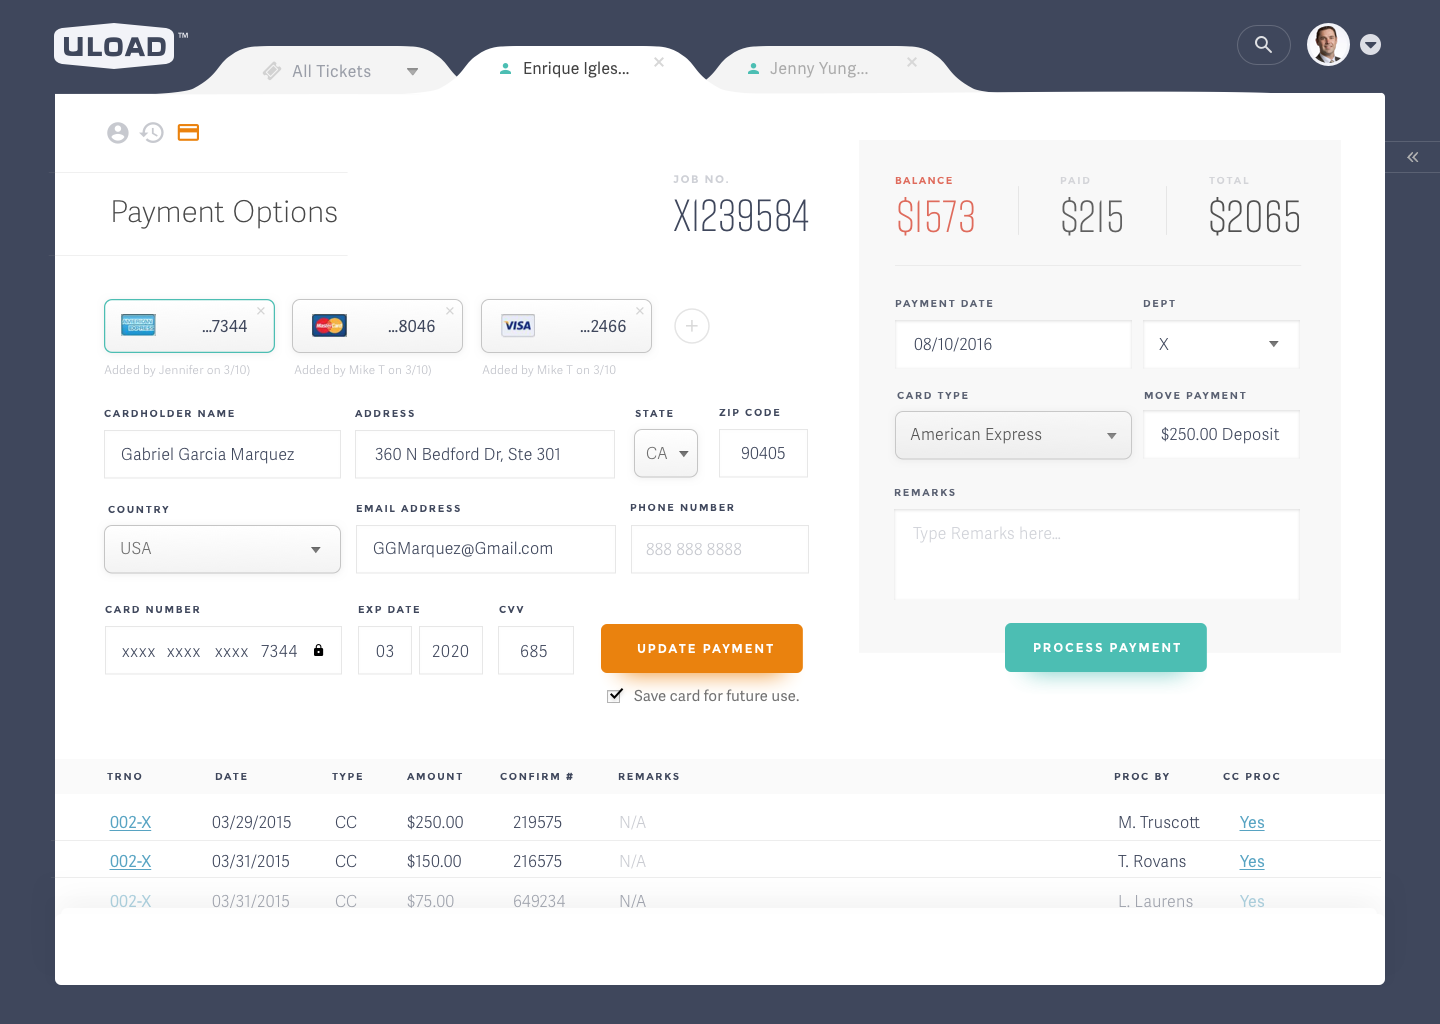 ULOAD™
All Tickets
Enrique Igles...
Jenny Yung...
Payment Options
JOB NO.
X1239584
BALANCE
$1573
PAID
$215
TOTAL
$2065
AMERICAN EXPRESS
...7344
MasterCard
...8046
VISA
...2466
Added by Jennifer on 3/10)
Added by Mike T on 3/10)
Added by Mike T on 3/10
CARDHOLDER NAME
Gabriel Garcia Marquez
ADDRESS
360 N Bedford Dr, Ste 301
STATE
CA
ZIP CODE
90405
COUNTRY
USA
EMAIL ADDRESS
GGMarquez@Gmail.com
PHONE NUMBER
888 888 8888
CARD NUMBER
xxxx xxxx xxxx 7344
EXP DATE
03
2020
CVV
685
UPDATE PAYMENT
Save card for future use.
PAYMENT DATE
08/10/2016
DEPT
X
CARD TYPE
American Express
MOVE PAYMENT
$250.00 Deposit
REMARKS
Type Remarks here...
PROCESS PAYMENT
TRNO DATE TYPE AMOUNT CONFIRM # REMARKS PROC BY CC PROC
002-X 03/29/2015 CC $250.00 219575 N/A M. Truscott Yes
002-X 03/31/2015 CC $150.00 216575 N/A T. Rovans Yes
002-X 03/31/2015 CC $75.00 649234 N/A L. Laurens Yes